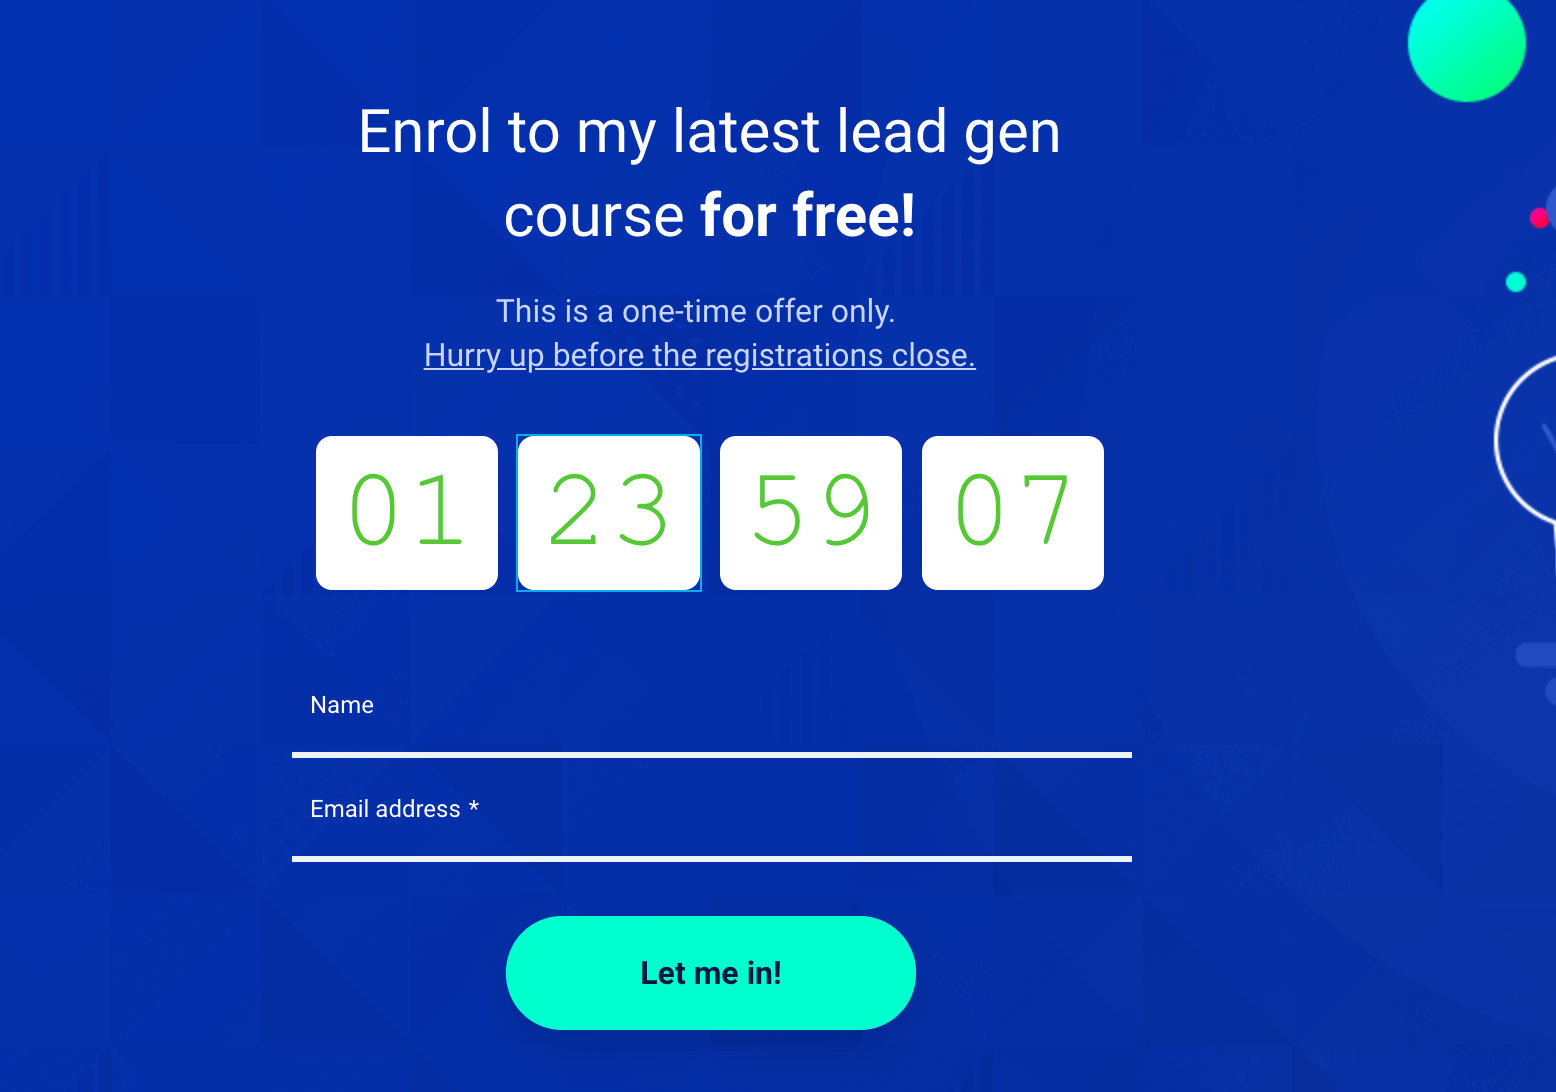 Enrol to my latest lead gen
course for free!
This is a one-time offer only.
Hurry up before the registrations close.
01 23 59 07
Name
Email address *
Let me in!